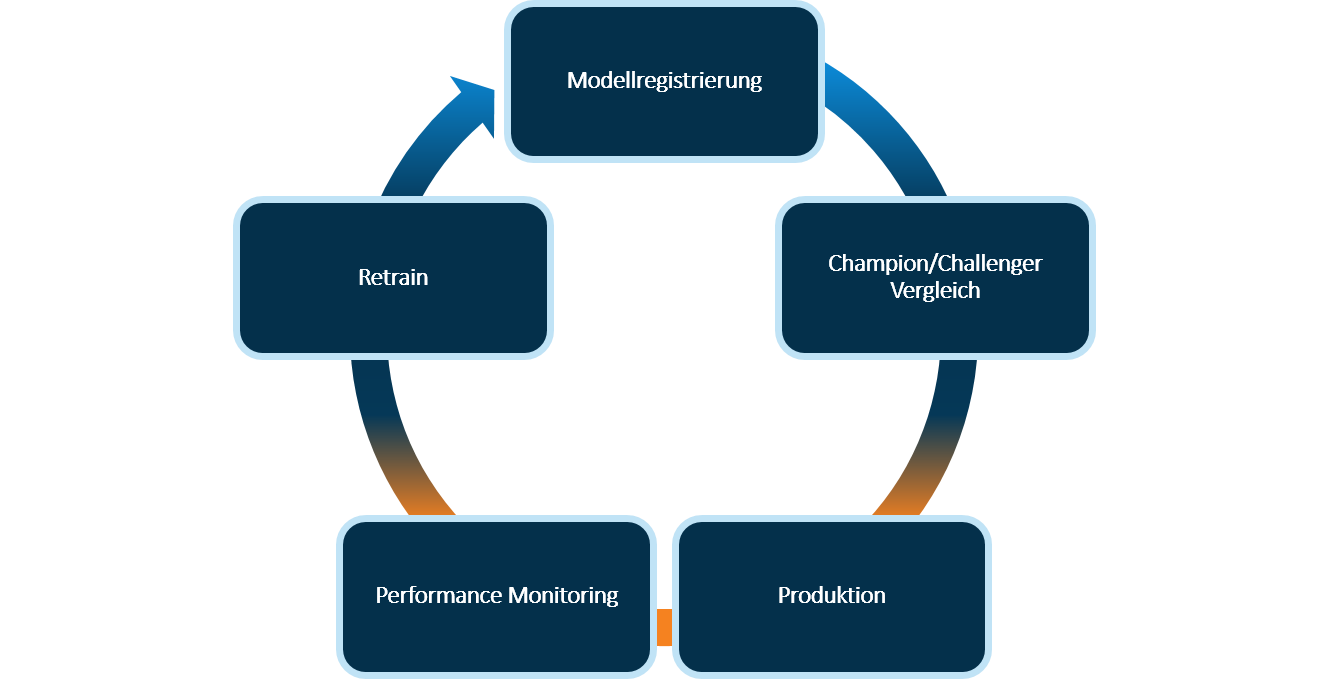 Modellregistrierung
Champion/Challenger
Vergleich
Produktion
Performance Monitoring
Retrain